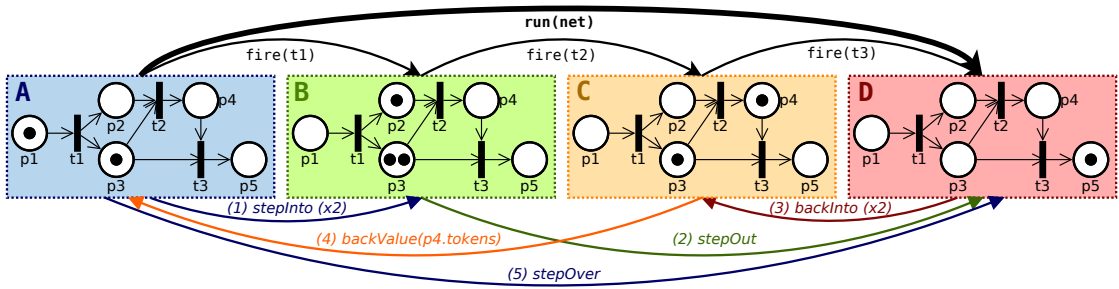 run(net)
fire(t1)
fire(t2)
fire(t3)
A
p1
t1
p2
t2
p4
p3
t3
p5
B
p1
t1
p2
t2
p4
p3
t3
p5
C
p1
t1
p2
t2
p4
p3
t3
p5
D
p1
t1
p2
t2
p4
p3
t3
p5
(1) stepInto (x2)
(3) backInto (x2)
(4) backValue(p4.tokens)
(2) stepOut
(5) stepOver